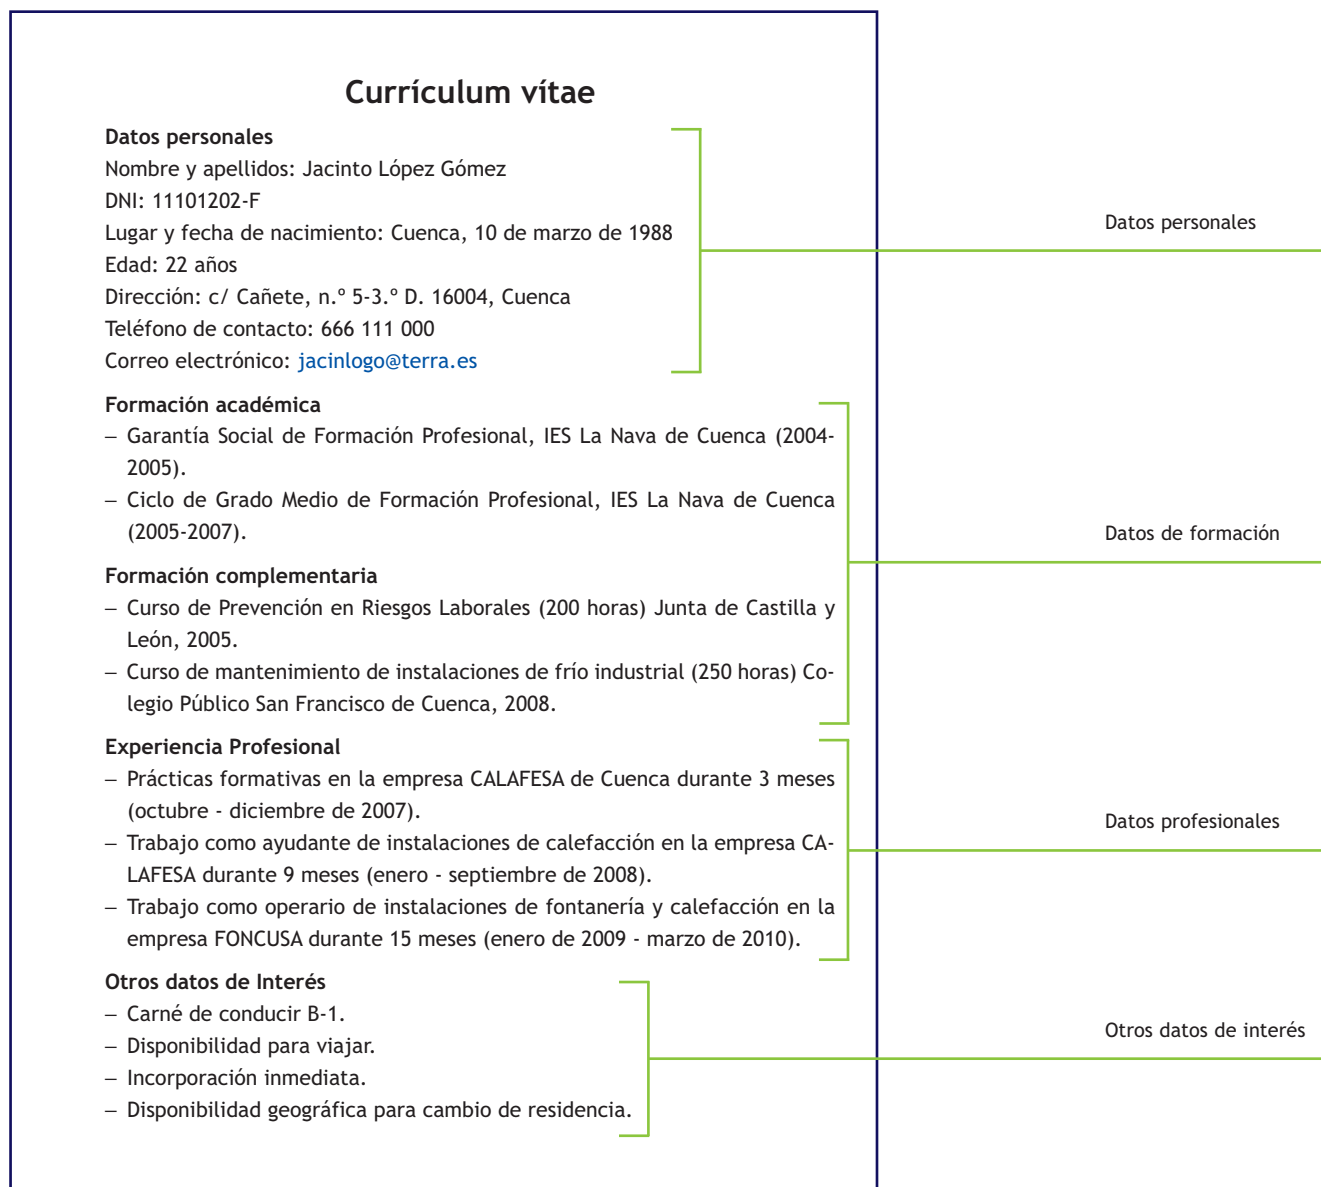 Currículum vítae
Datos personales
Nombre y apellidos: Jacinto López Gómez
DNI: 11101202-F
Lugar y fecha de nacimiento: Cuenca, 10 de marzo de 1988
Edad: 22 años
Dirección: c/ Cañete, n.º 5-3.º D. 16004, Cuenca
Teléfono de contacto: 666 111 000
Correo electrónico: jacinlogo@terra.es
Datos personales
Formación académica
– Garantía Social de Formación Profesional, IES La Nava de Cuenca (2004-
2005).
– Ciclo de Grado Medio de Formación Profesional, IES La Nava de Cuenca
(2005-2007).
Formación complementaria
– Curso de Prevención en Riesgos Laborales (200 horas) Junta de Castilla y
León, 2005.
– Curso de mantenimiento de instalaciones de frío industrial (250 horas) Co-
legio Público San Francisco de Cuenca, 2008.
Datos de formación
Experiencia Profesional
– Prácticas formativas en la empresa CALAFESA de Cuenca durante 3 meses
(octubre - diciembre de 2007).
– Trabajo como ayudante de instalaciones de calefacción en la empresa CA-
LAFESA durante 9 meses (enero - septiembre de 2008).
– Trabajo como operario de instalaciones de fontanería y calefacción en la
empresa FONCUSA durante 15 meses (enero de 2009 - marzo de 2010).
Datos profesionales
Otros datos de Interés
– Carné de conducir B-1.
– Disponibilidad para viajar.
– Incorporación inmediata.
– Disponibilidad geográfica para cambio de residencia.
Otros datos de interés